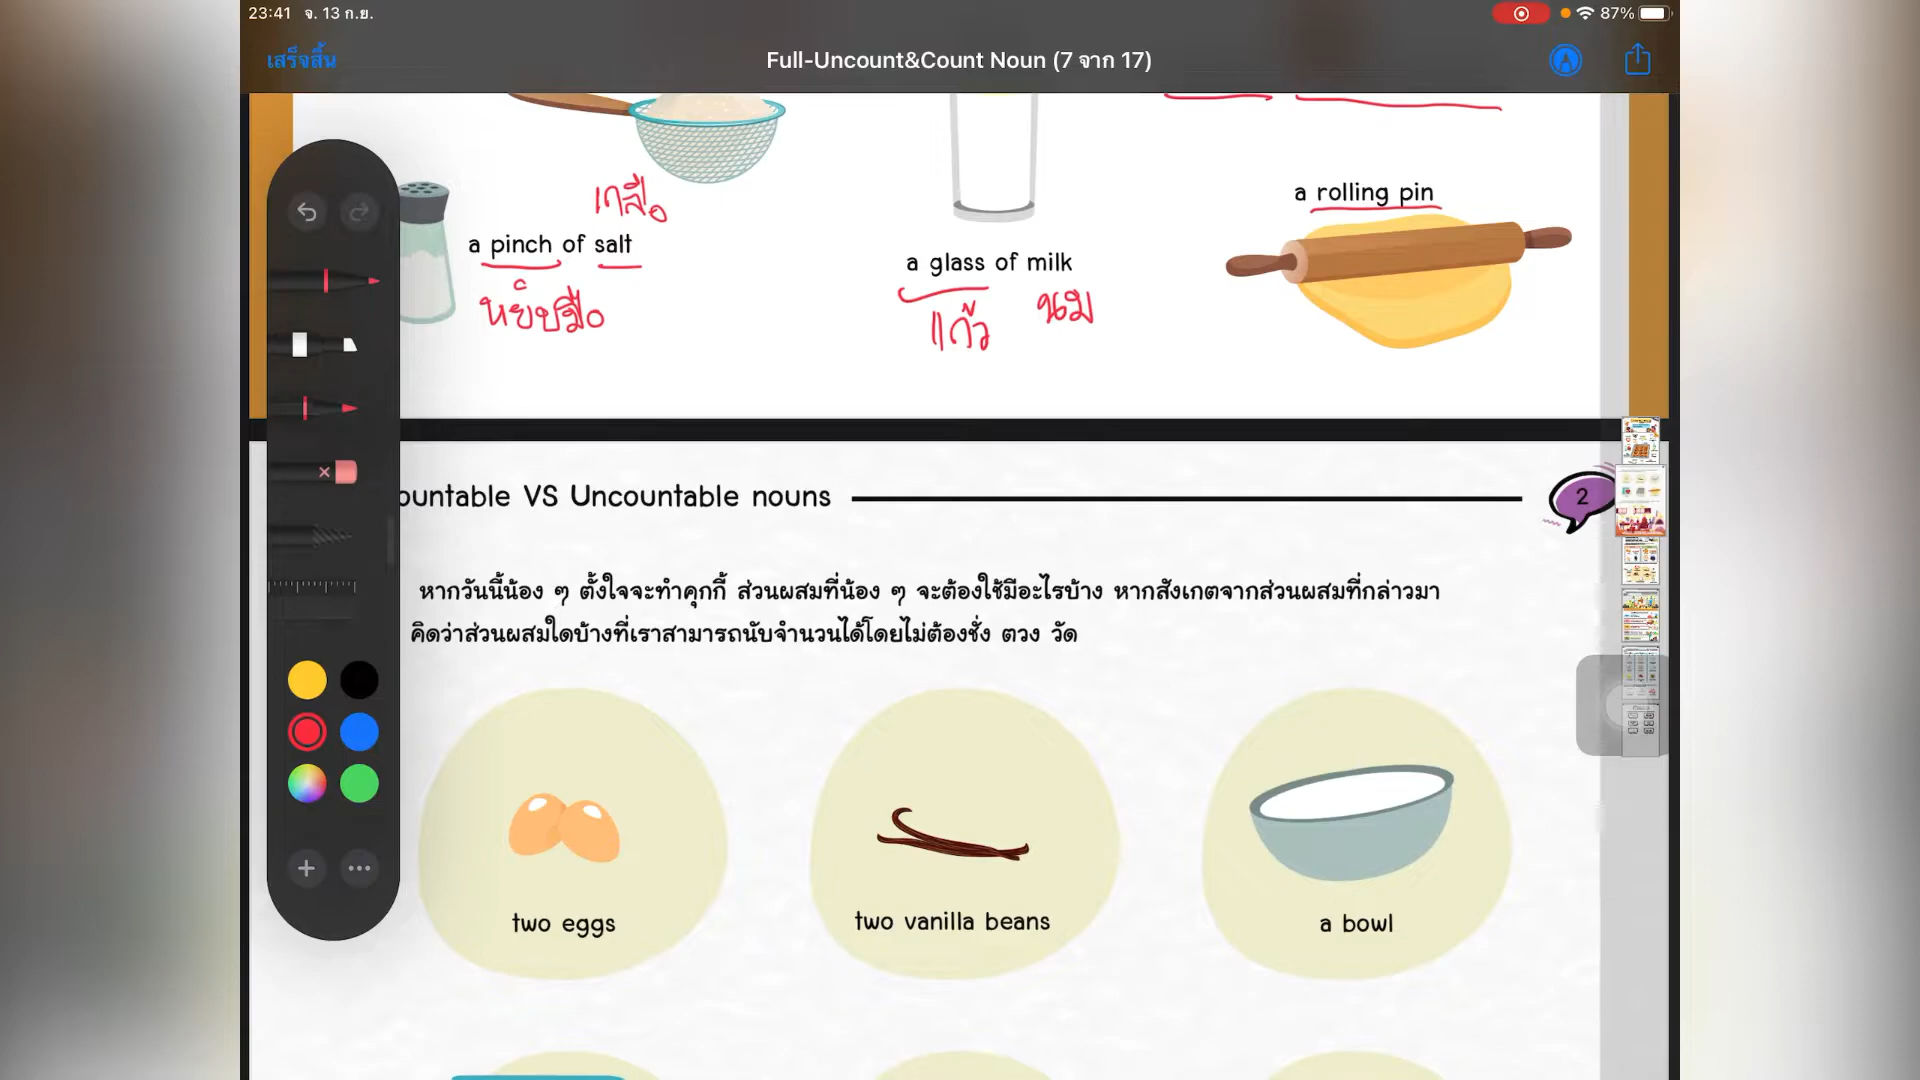 23:41 จ. 13 ก.ย.
87%
เสร็จสิ้น
Full-Uncount&Count Noun (7 จาก 17)
เกลือ
a pinch of salt
หยิบมือ
a glass of milk
แก้ว นม
a rolling pin
ountable VS Uncountable nouns
2
หากวันนี้น้อง ๆ ตั้งใจจะทำคุกกี้ ส่วนผสมที่น้อง ๆ จะต้องใช้มีอะไรบ้าง หากสังเกตจากส่วนผสมที่กล่าวมา
คิดว่าส่วนผสมใดบ้างที่เราสามารถนับจำนวนได้โดยไม่ต้องชั่ง ตวง วัด
two eggs
two vanilla beans
a bowl